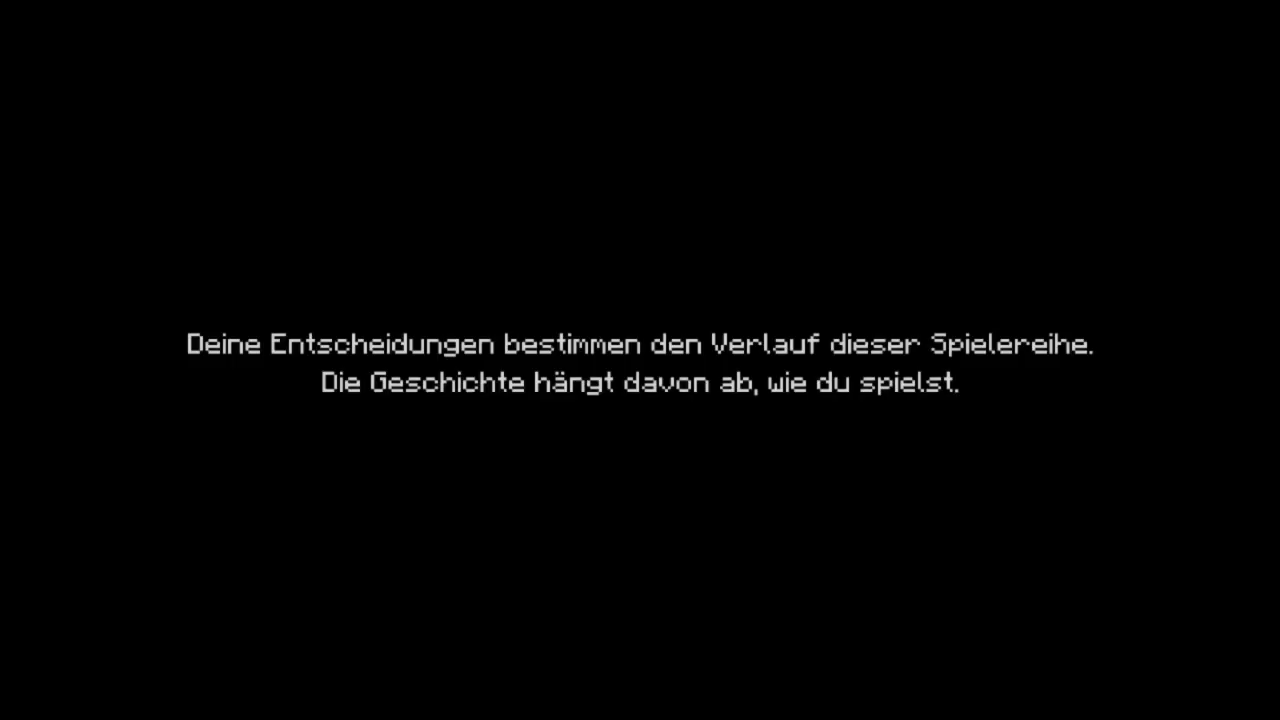 Deine Entscheidungen bestimmen den Verlauf dieser Spielereihe.
Die Geschichte hängt davon ab, wie du spielst.